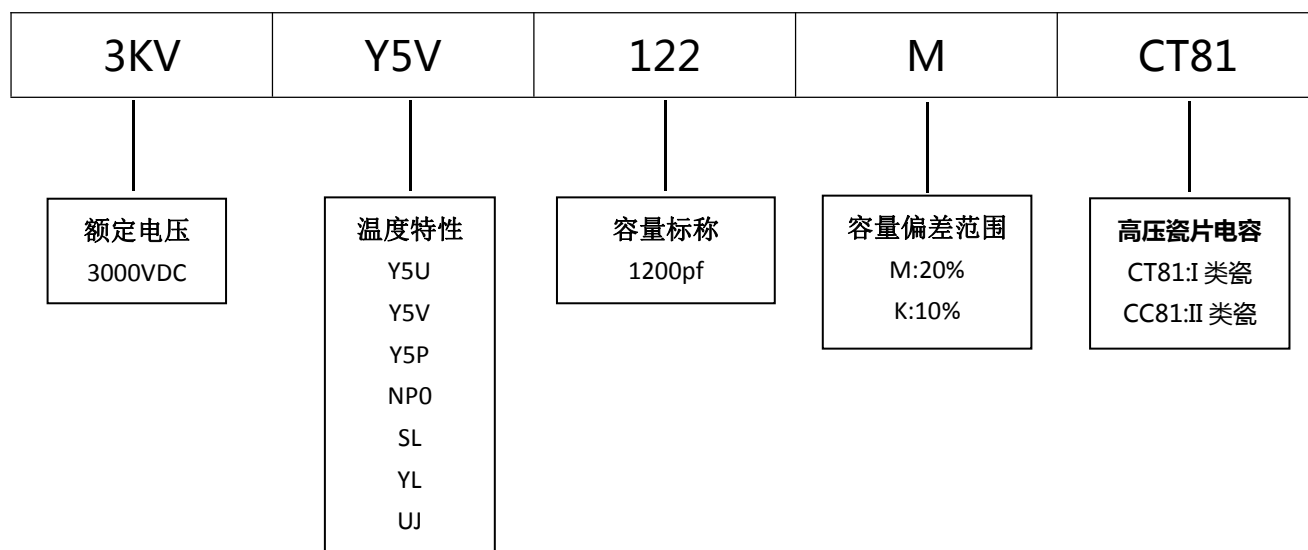 3KV Y5V 122 M CT81
额定电压
3000VDC
温度特性
Y5U
Y5V
Y5P
NP0
SL
YL
UJ
容量标称
1200pf
容量偏差范围
M:20%
K:10%
高压瓷片电容
CT81:I 类瓷
CC81:II 类瓷